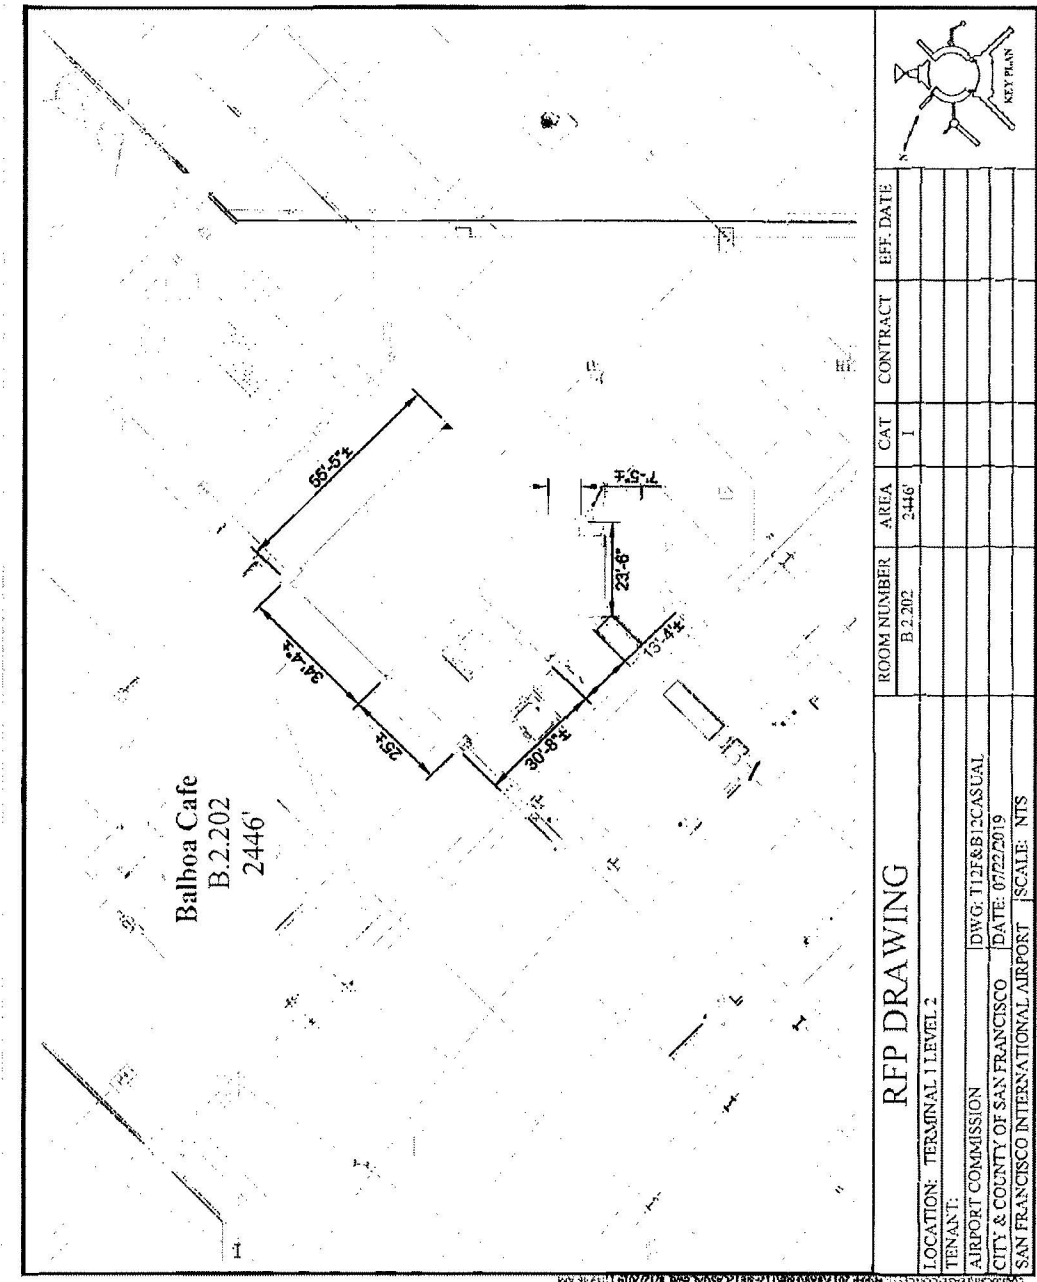 Balboa Cafe
B.2.202
2446'
55'-5"±
34'-4"±
25'±
30'-8"±
13'-4"±
23'-6"
7'-5"±
I
RFP DRAWING
LOCATION: TERMINAL 1 LEVEL 2
TENANT:
AIRPORT COMMISSION
DWG: T12F&B12CASUAL
CITY & COUNTY OF SAN FRANCISCO
DATE: 07/22/2019
SAN FRANCISCO INTERNATIONAL AIRPORT
SCALE: NTS
ROOM NUMBER AREA CAT CONTRACT EFF. DATE
B 2.202 2446' 1
N
KEY PLAN